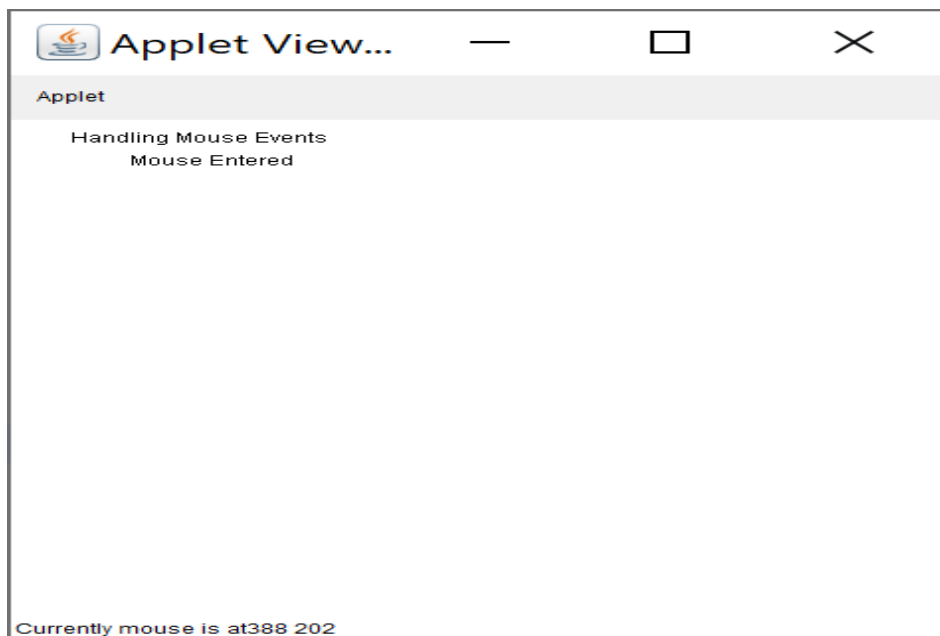 Applet View...
Applet
Handling Mouse Events
Mouse Entered
Currently mouse is at388 202